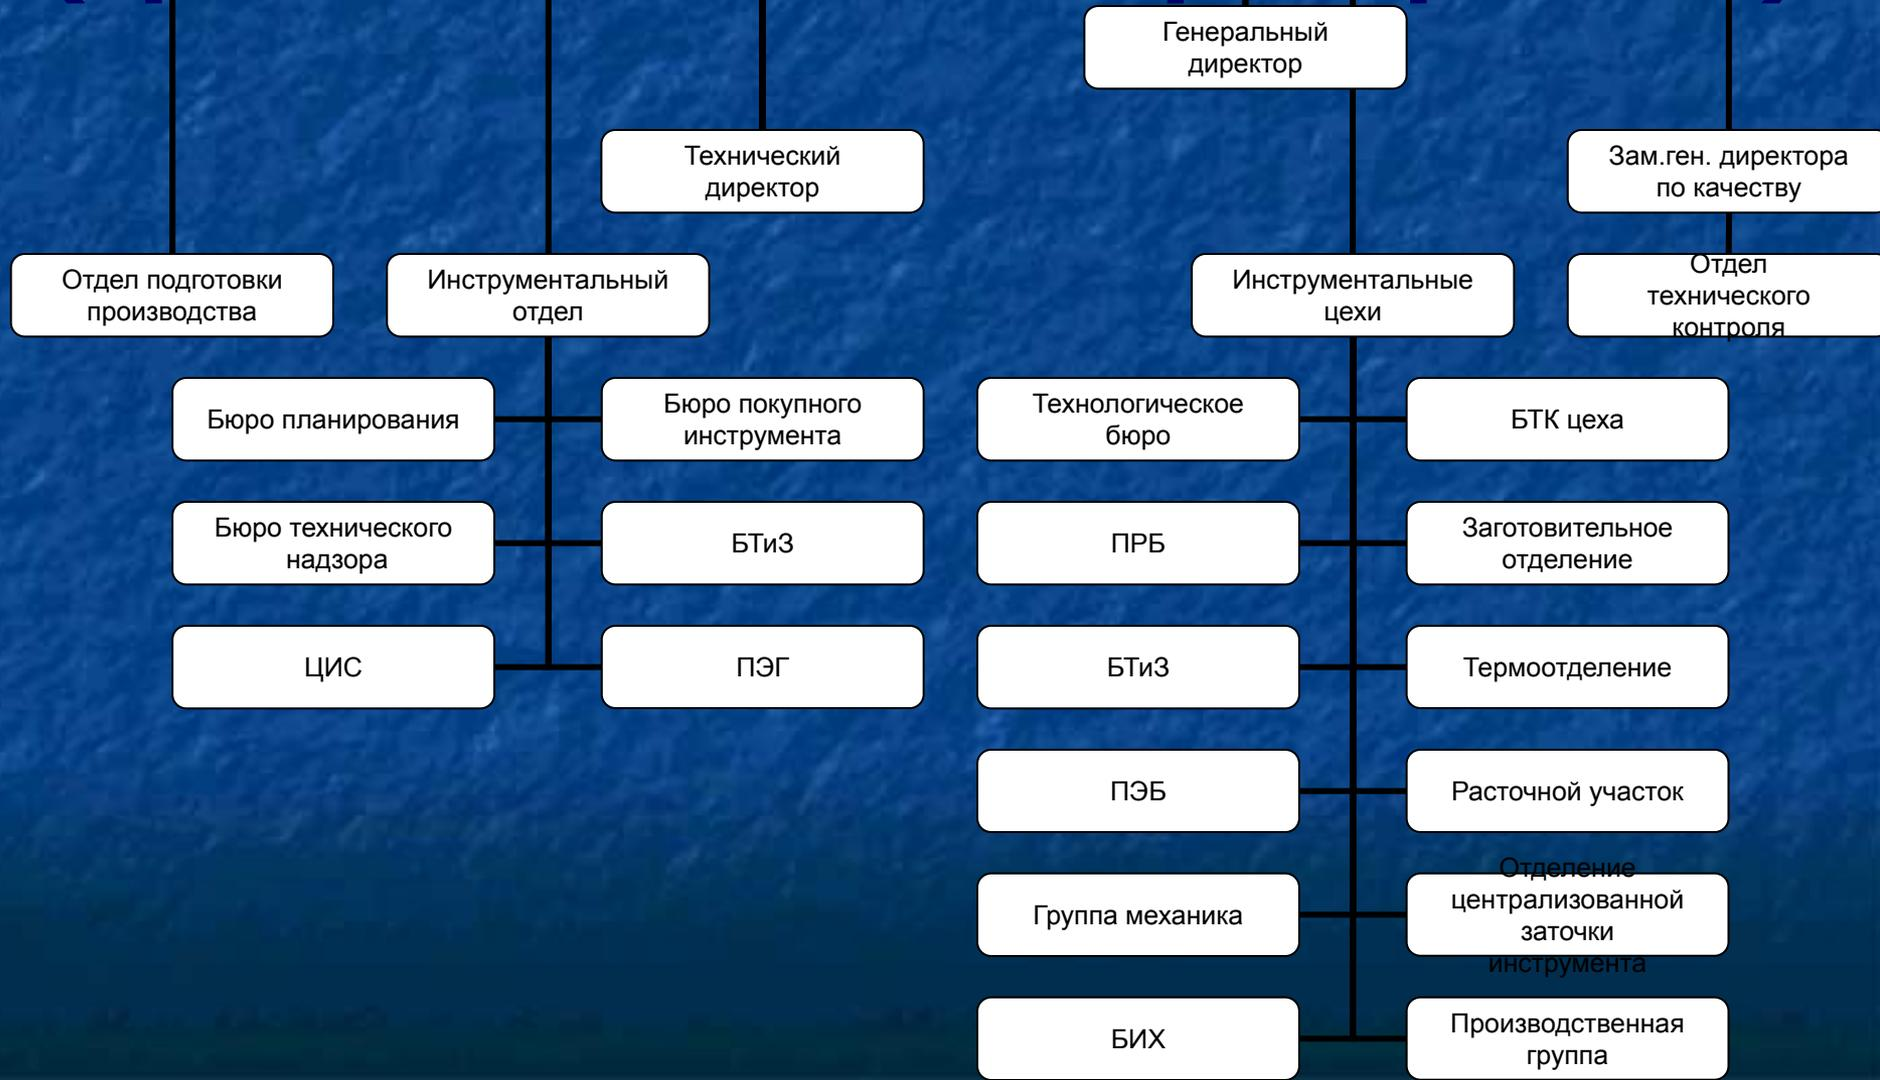 Генеральный
директор
Технический
директор
Зам.ген. директора
по качеству
Отдел подготовки
производства
Инструментальный
отдел
Инструментальные
цехи
Отдел
технического
контроля
Бюро планирования
Бюро покупного
инструмента
Технологическое
бюро
БТК цеха
Бюро технического
надзора
БТиЗ
ПРБ
Заготовительное
отделение
ЦИС
ПЭГ
БТиЗ
Термоотделение
ПЭБ
Расточной участок
Группа механика
Отделение
централизованной
заточки
инструмента
БИХ
Производственная
группа